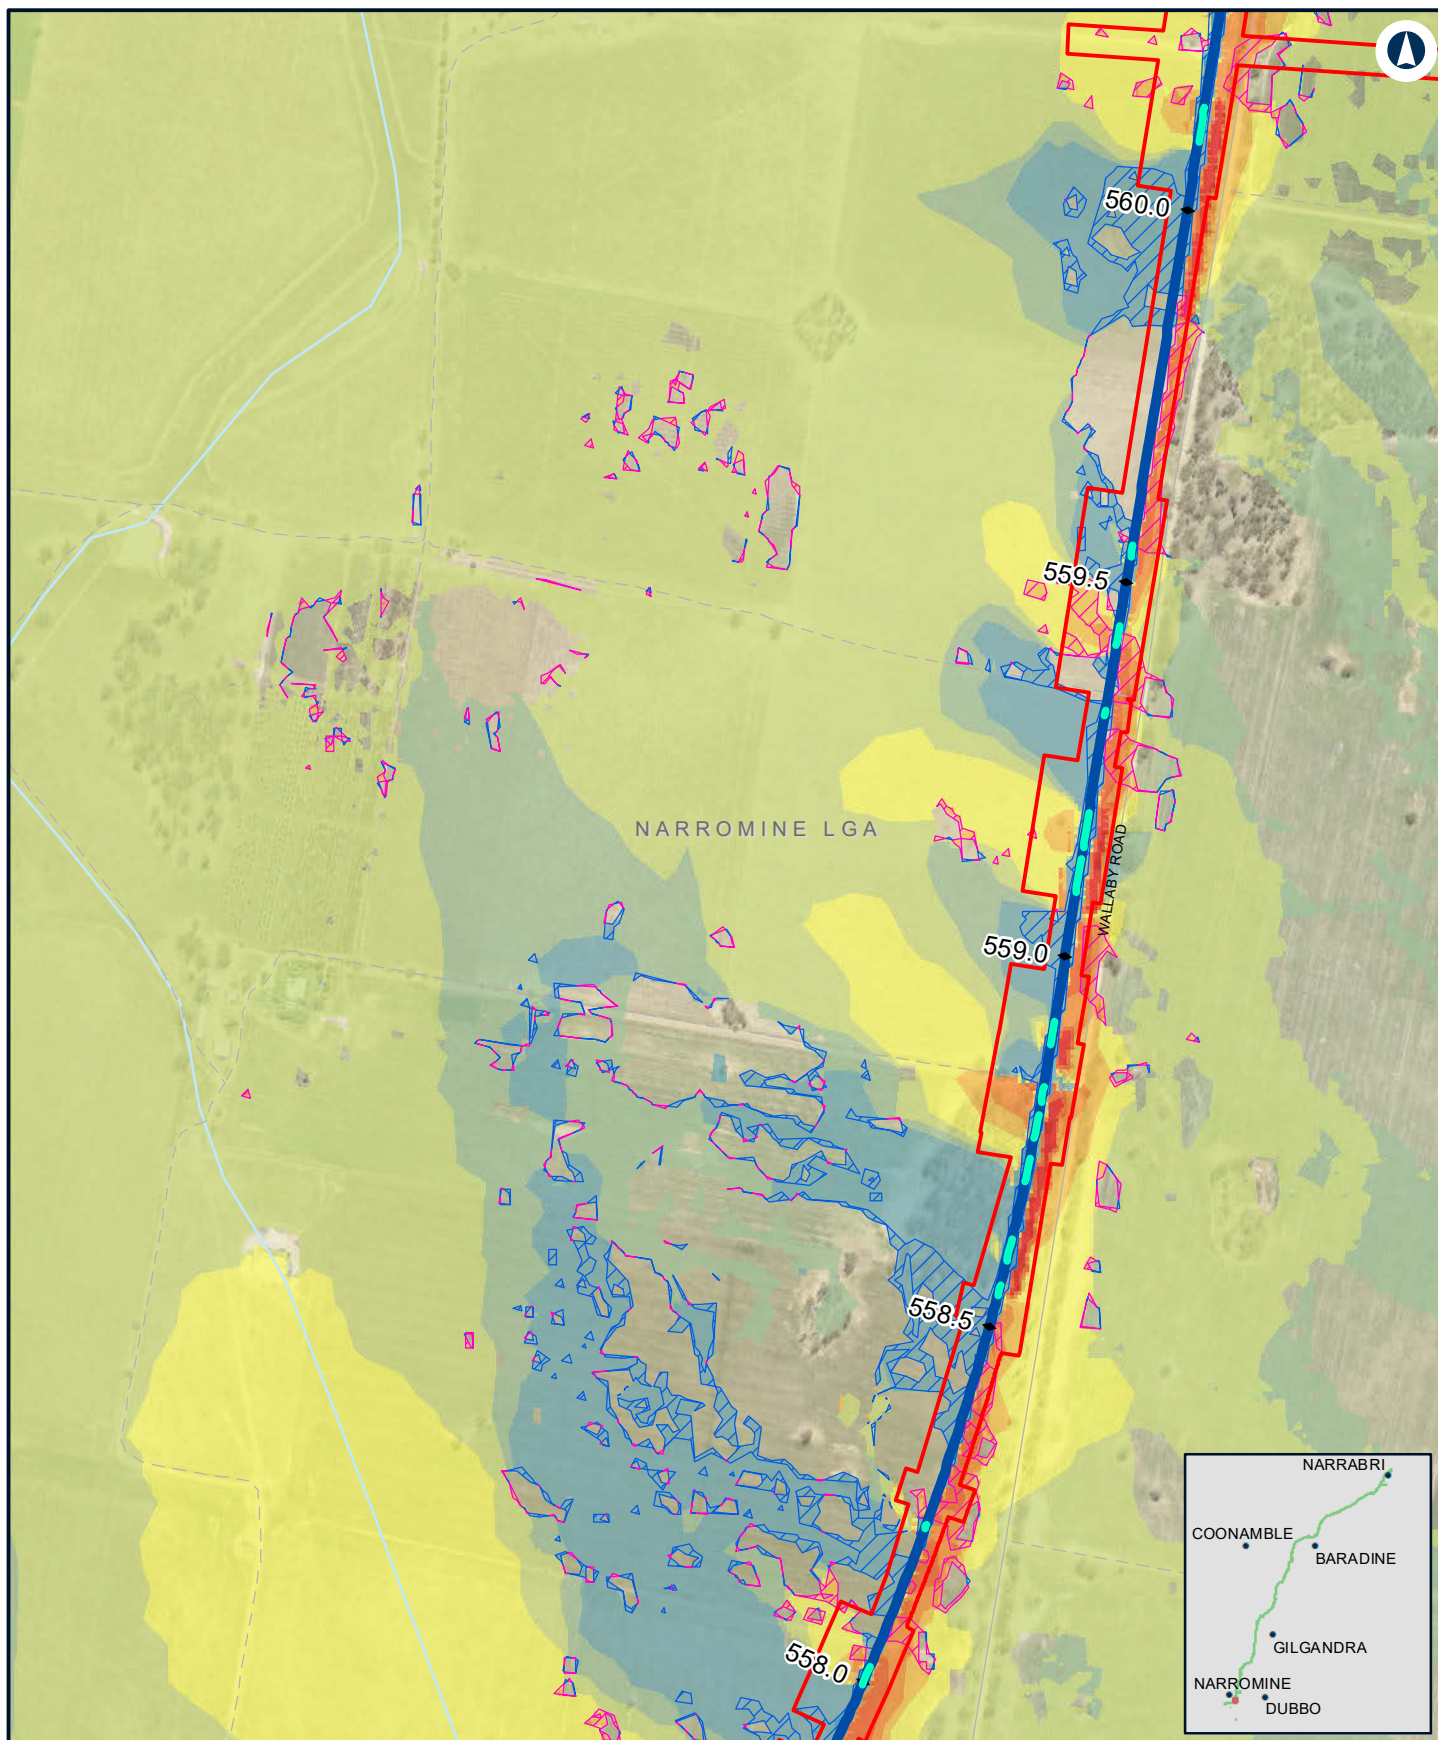 560.0
559.5
NARROMINE LGA
WALLABY ROAD
559.0
558.5
558.0
NARRABRI
COONAMBLE
BARADINE
GILGANDRA
NARROMINE
DUBBO